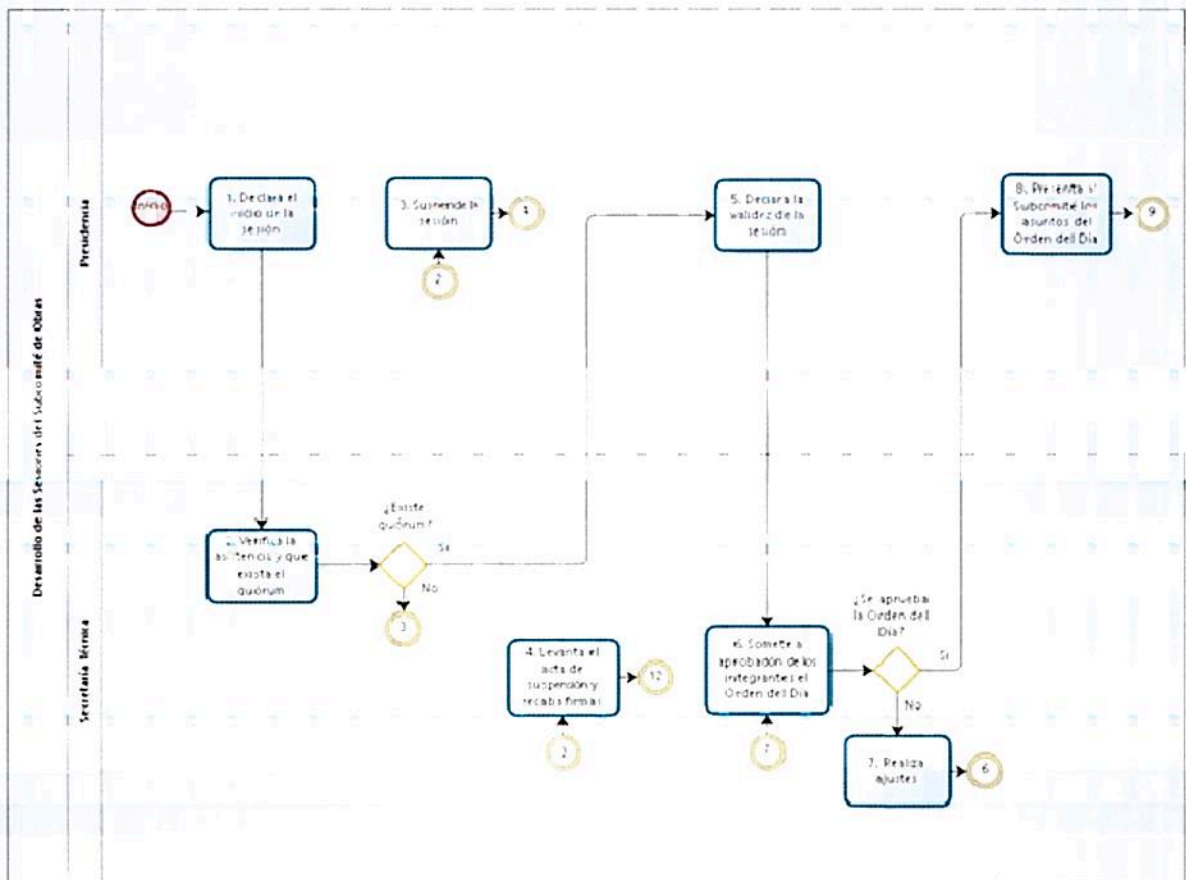 Desarrollo de las Sesiones del Subcomité de Obras
Presidencia
Inicio
1. Declara el
inicio de la
sesión
3. Suspende la
sesión
4
2
5. Declara la
validez de la
sesión
8. Presenta al
Subcomité los
asuntos del
Orden del Día
9
Secretaría Técnica
2. Verifica la
asistencia y que
exista el
quórum
¿Existe
quórum?
Si
No
3
4. Levanta el
acta de
suspensión y
recaba firmas
12
6. Somete a
aprobación de los
integrantes el
Orden del Día
7
¿Se aprueba
la Orden del
Día?
Si
No
7. Realiza
ajustes
6